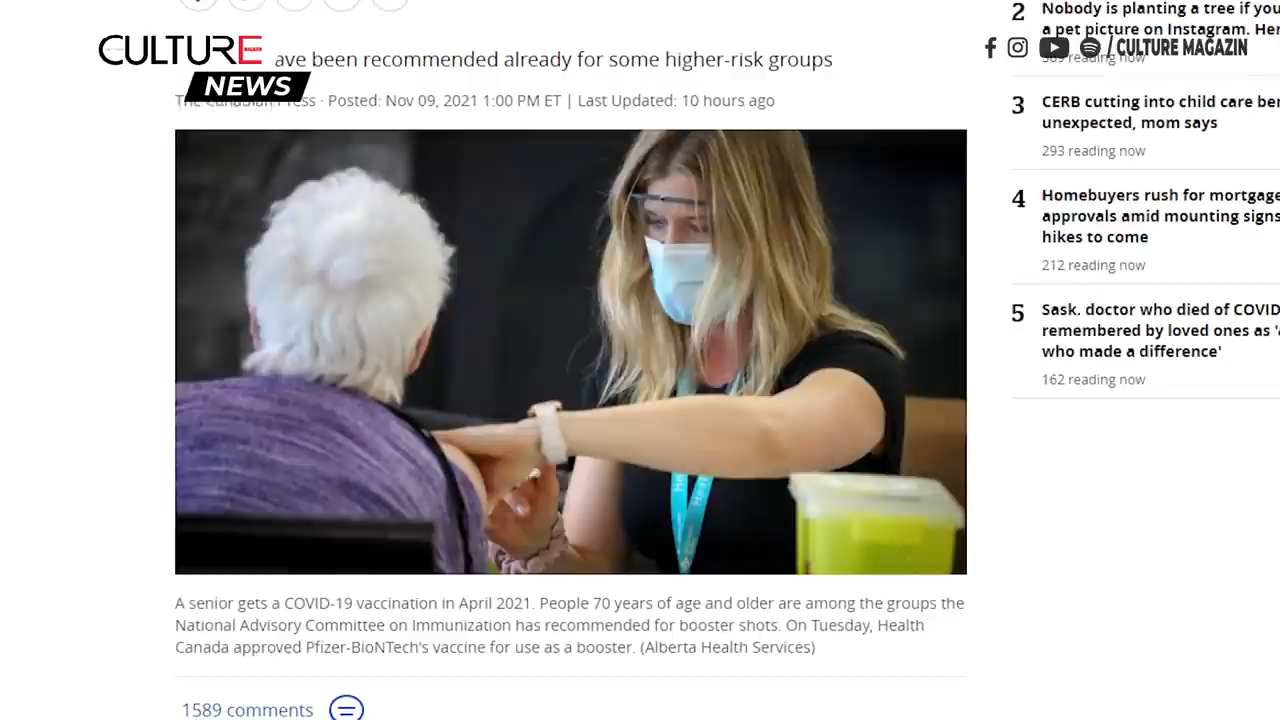 CULTURE
NEWS
ave been recommended already for some higher-risk groups
Posted: Nov 09, 2021 1:00 PM ET | Last Updated: 10 hours ago
/ CULTURE MAGAZIN
2 Nobody is planting a tree if you
a pet picture on Instagram. Her
reading now
3 CERB cutting into child care ben
unexpected, mom says
293 reading now
4 Homebuyers rush for mortgage
approvals amid mounting signs
hikes to come
212 reading now
5 Sask. doctor who died of COVID
remembered by loved ones as 'a
who made a difference'
162 reading now
A senior gets a COVID-19 vaccination in April 2021. People 70 years of age and older are among the groups the
National Advisory Committee on Immunization has recommended for booster shots. On Tuesday, Health
Canada approved Pfizer-BioNTech's vaccine for use as a booster. (Alberta Health Services)
1589 comments